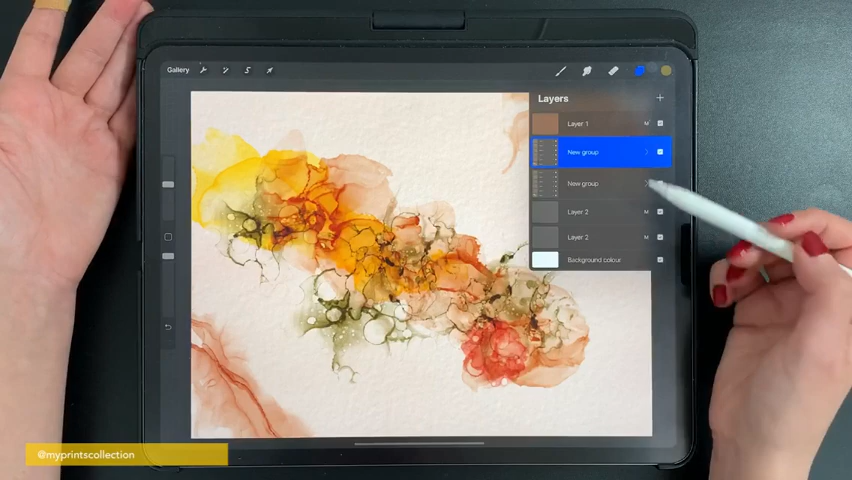 Gallery
Layers
Layer 1
M
New group
New group
Layer 2
M
Layer 2
M
Background colour
@myprintscollection